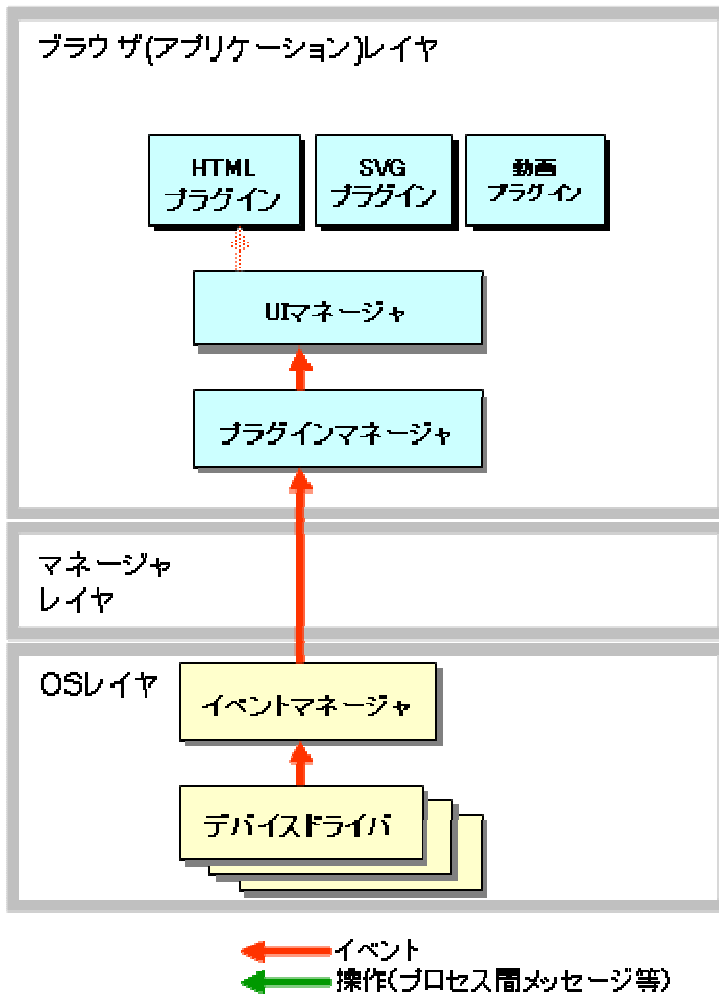 ブラウザ(アプリケーション)レイヤ
HTML
プラグイン
SVG
プラグイン
動画
プラグイン
UIマネージャ
プラグインマネージャ
マネージャ
レイヤ
OSレイヤ
イベントマネージャ
デバイスドライバ
イベント
操作(プロセス間メッセージ等)